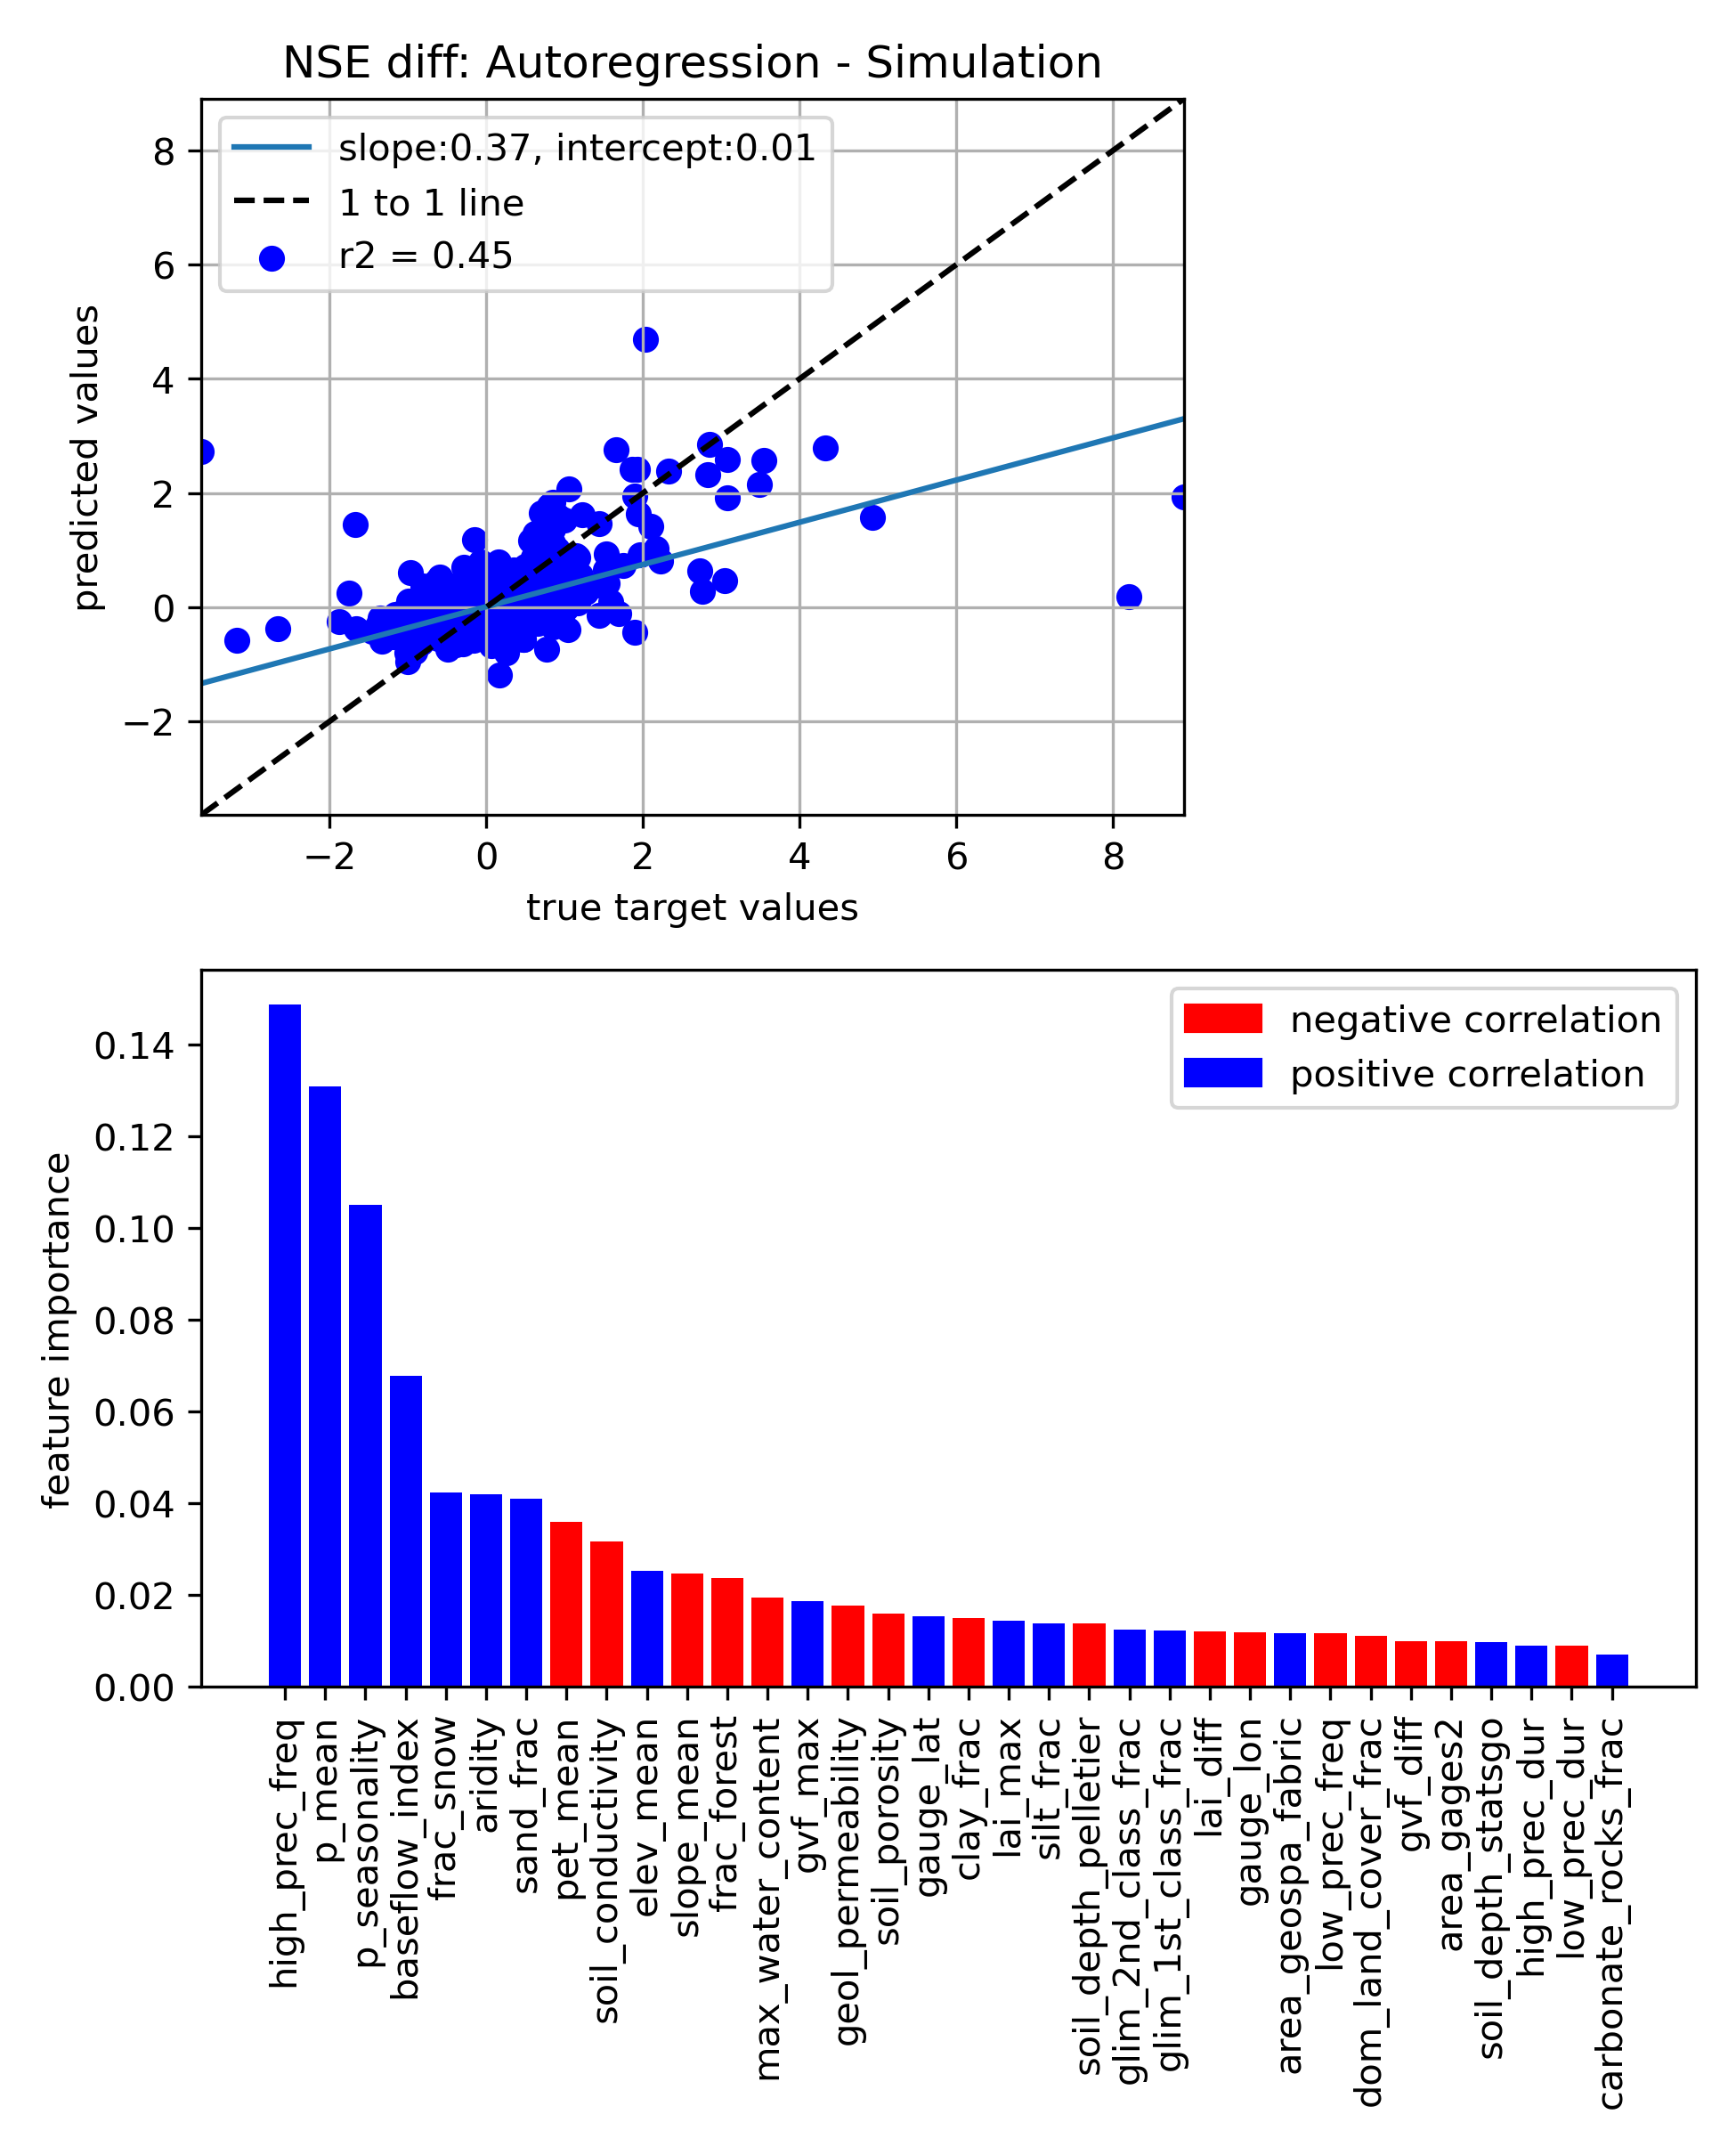 NSE diff: Autoregression - Simulation
slope:0.37, intercept:0.01
1 to 1 line
r2 = 0.45
predicted values
8
6
4
2
0
−2
−2 0 2 4 6 8
true target values
negative correlation
positive correlation
feature importance
0.14
0.12
0.10
0.08
0.06
0.04
0.02
0.00
high_prec_freq
p_mean
p_seasonality
baseflow_index
frac_snow
aridity
sand_frac
pet_mean
soil_conductivity
elev_mean
slope_mean
frac_forest
max_water_content
gvf_max
geol_permeability
soil_porosity
gauge_lat
clay_frac
lai_max
silt_frac
soil_depth_pelletier
glim_2nd_class_frac
glim_1st_class_frac
lai_diff
gauge_lon
area_geospa_fabric
low_prec_freq
dom_land_cover_frac
gvf_diff
area_gages2
soil_depth_statsgo
high_prec_dur
low_prec_dur
carbonate_rocks_frac